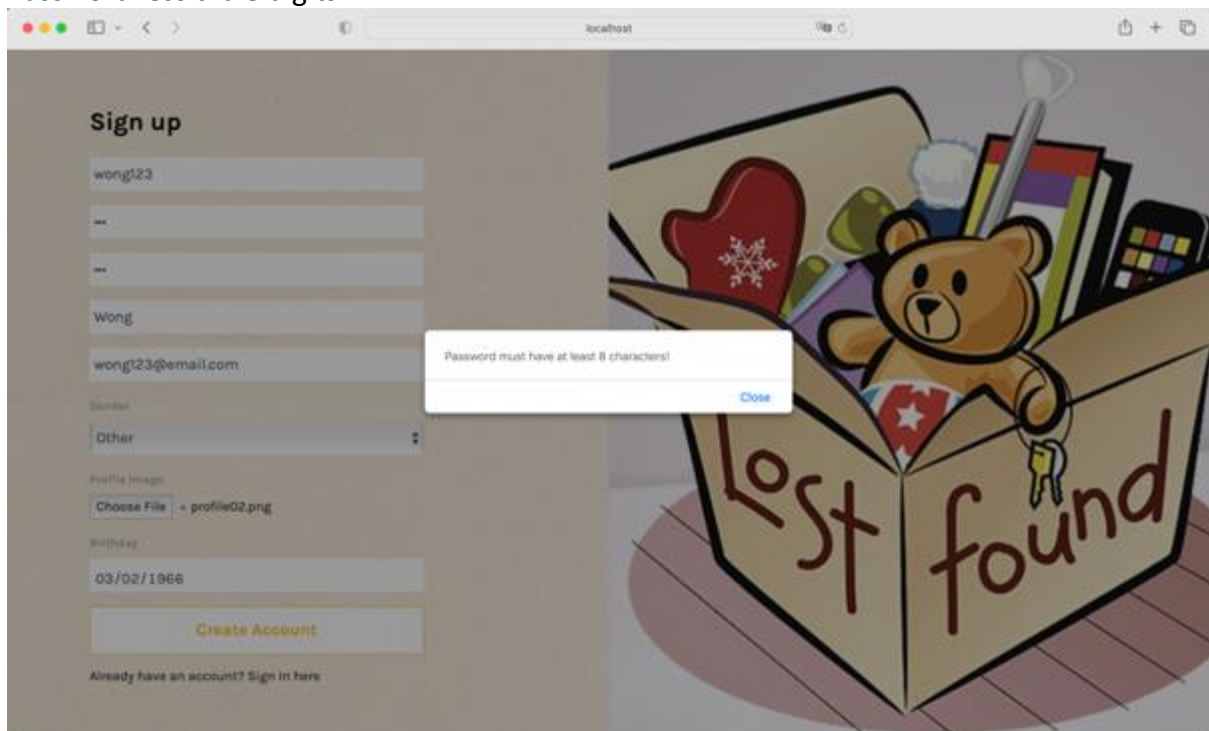 localhost
Sign up
wong123
•••
•••
Wong
wong123@email.com
Gender
Other
Profile Image
Choose File profile02.png
Birthday
03/02/1966
Create Account
Already have an account? Sign in here
Password must have at least 8 characters!
Close
Lost found